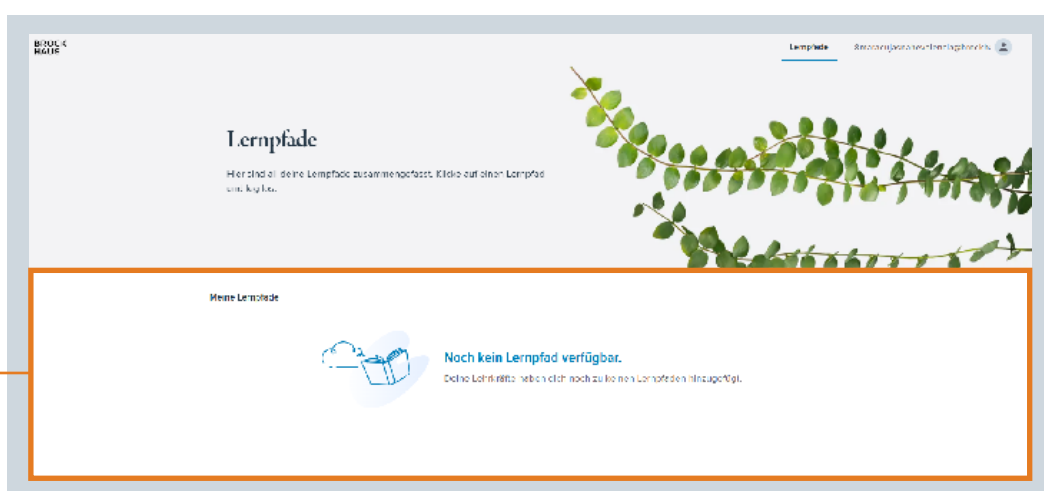 BROCK
HAUS
Lernpfade
Lernpfade
Hier sind all deine Lernpfade zusammengefasst. Klicke auf einen Lernpfad
und leg los.
Meine Lernpfade
Noch kein Lernpfad verfügbar.
Deine Lehrkräfte haben dich noch zu keinen Lernpfaden hinzugefügt.